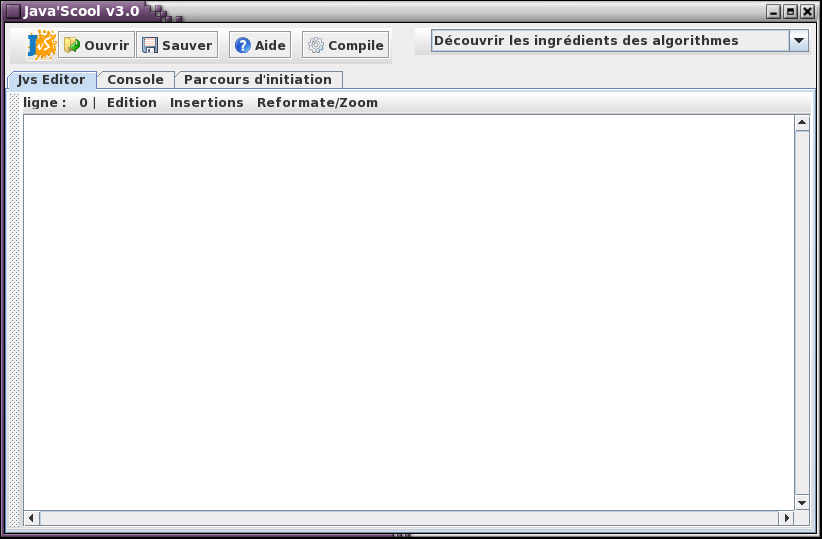 Java'Scool v3.0
Jvs Ouvrir Sauver Aide Compile Découvrir les ingrédients des algorithmes
Jvs Editor Console Parcours d'initiation
ligne : 0 | Edition Insertions Reformate/Zoom